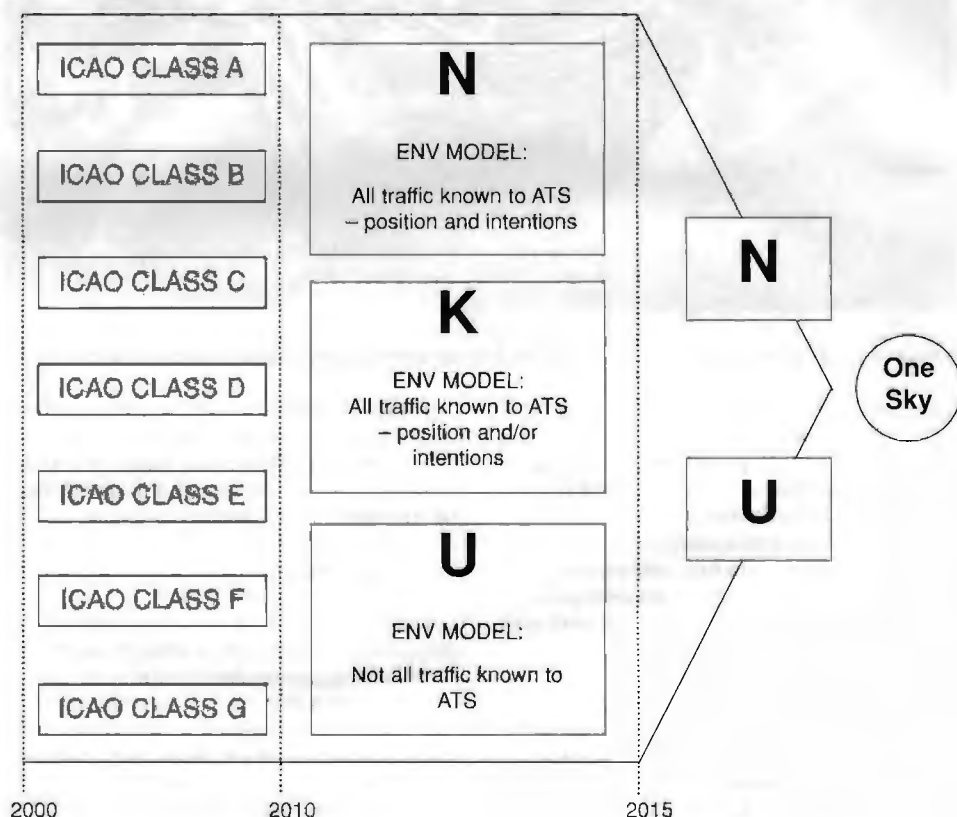 ICAO CLASS A
ICAO CLASS B
ICAO CLASS C
ICAO CLASS D
ICAO CLASS E
ICAO CLASS F
ICAO CLASS G
N
ENV MODEL:
All traffic known to ATS
– position and intentions
K
ENV MODEL:
All traffic known to ATS
– position and/or
intentions
U
ENV MODEL:
Not all traffic known to
ATS
N
U
One
Sky
2000
2010
2015